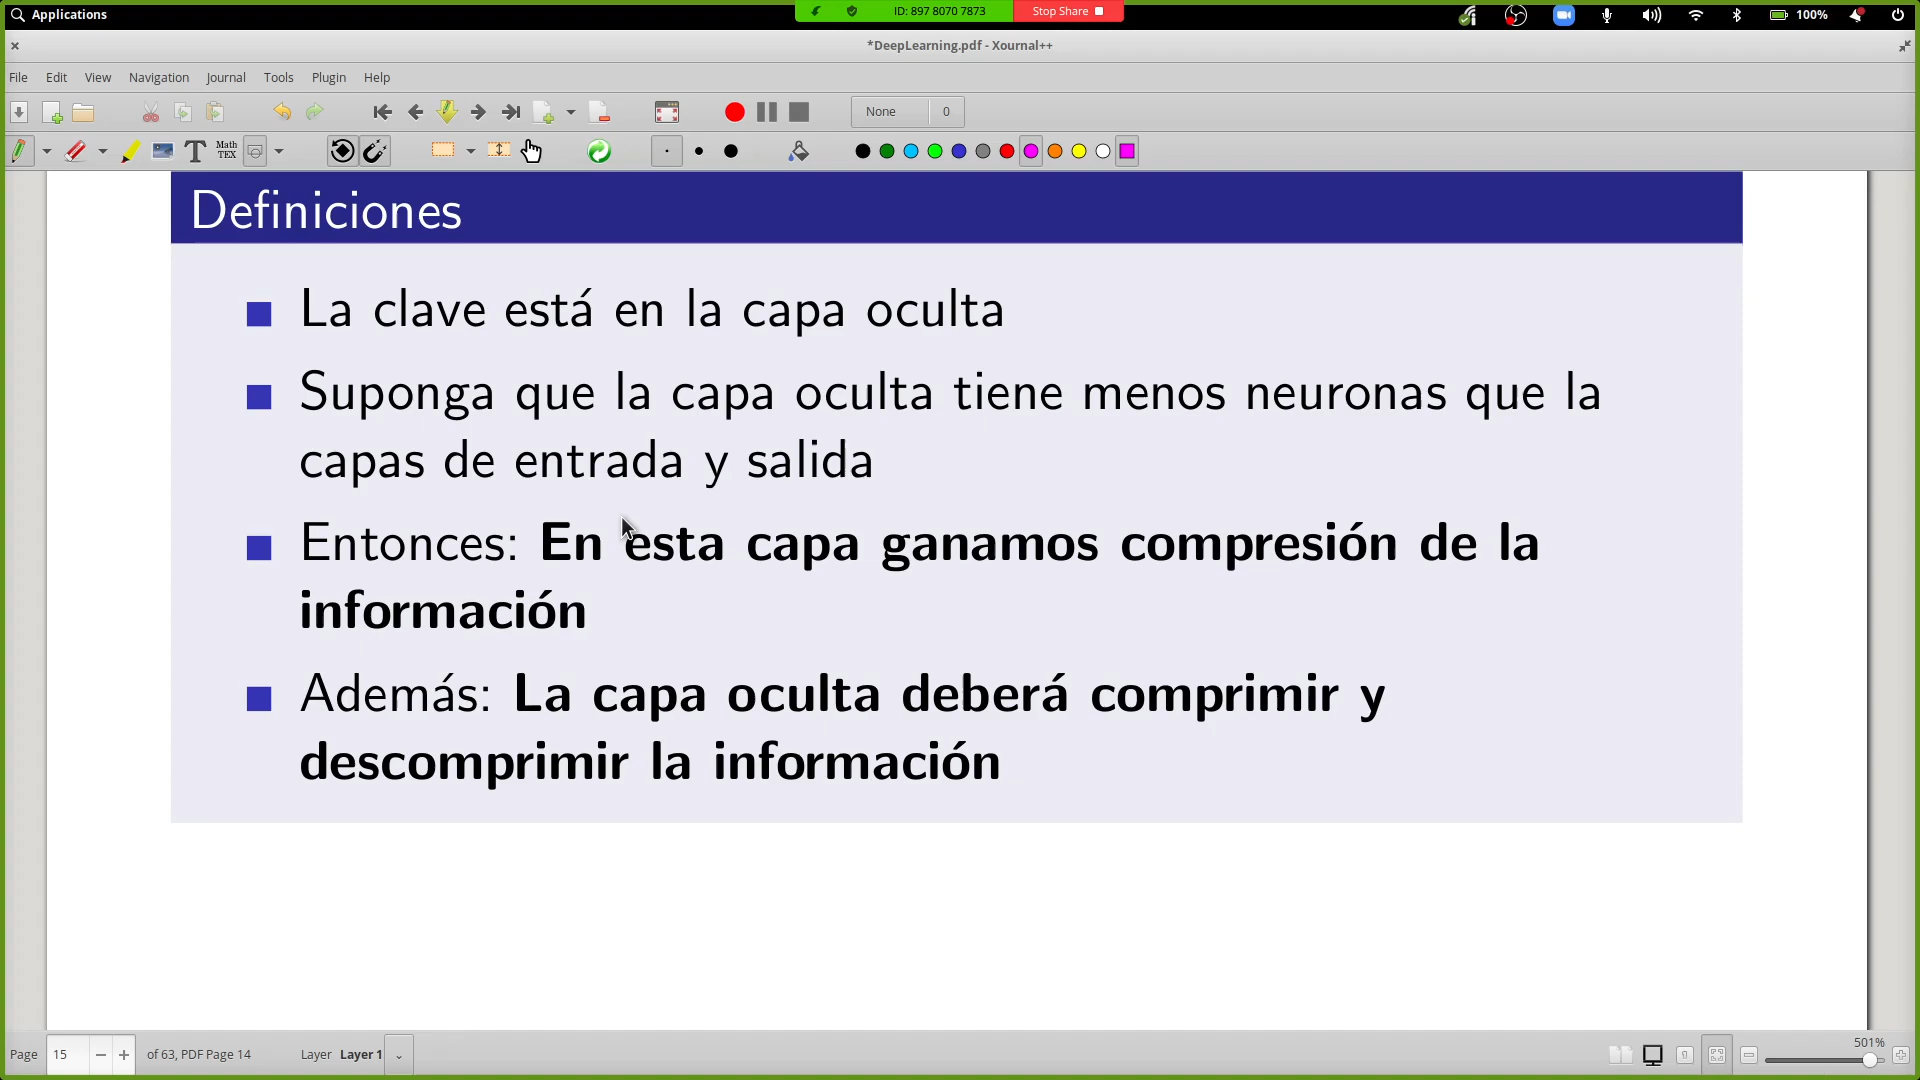 Applications
ID: 897 8070 7873
Stop Share
100%
*DeepLearning.pdf - Xournal++
File Edit View Navigation Journal Tools Plugin Help
None 0
T Math TEX
Definiciones
La clave está en la capa oculta
Suponga que la capa oculta tiene menos neuronas que la
capas de entrada y salida
Entonces: En esta capa ganamos compresión de la
información
Además: La capa oculta deberá comprimir y
descomprimir la información
Page 15 of 63, PDF Page 14 Layer Layer 1
501%